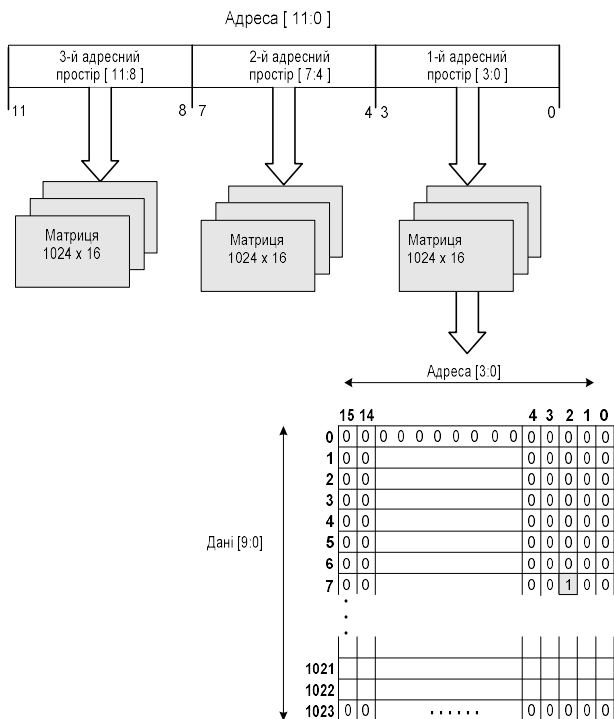 Адреса [ 11:0 ]
3-й адресний
простір [ 11:8 ]
2-й адресний
простір [ 7:4 ]
1-й адресний
простір [ 3:0 ]
11 8 7 4 3 0
Матриця
1024 x 16
Матриця
1024 x 16
Матриця
1024 x 16
Адреса [3:0]
15 14 4 3 2 1 0
0 0 0 0 0 0 0 0 0 0 0 0 0 0 0 0
1 0 0 0 0 0 0 0
2 0 0 0 0 0 0 0
3 0 0 0 0 0 0 0
4 0 0 0 0 0 0 0
Дані [9:0]
5 0 0 0 0 0 0 0
6 0 0 0 0 0 0 0
7 0 0 0 0 1 0 0
1021
1022
1023 0 0 ...... 0 0 0 0 0